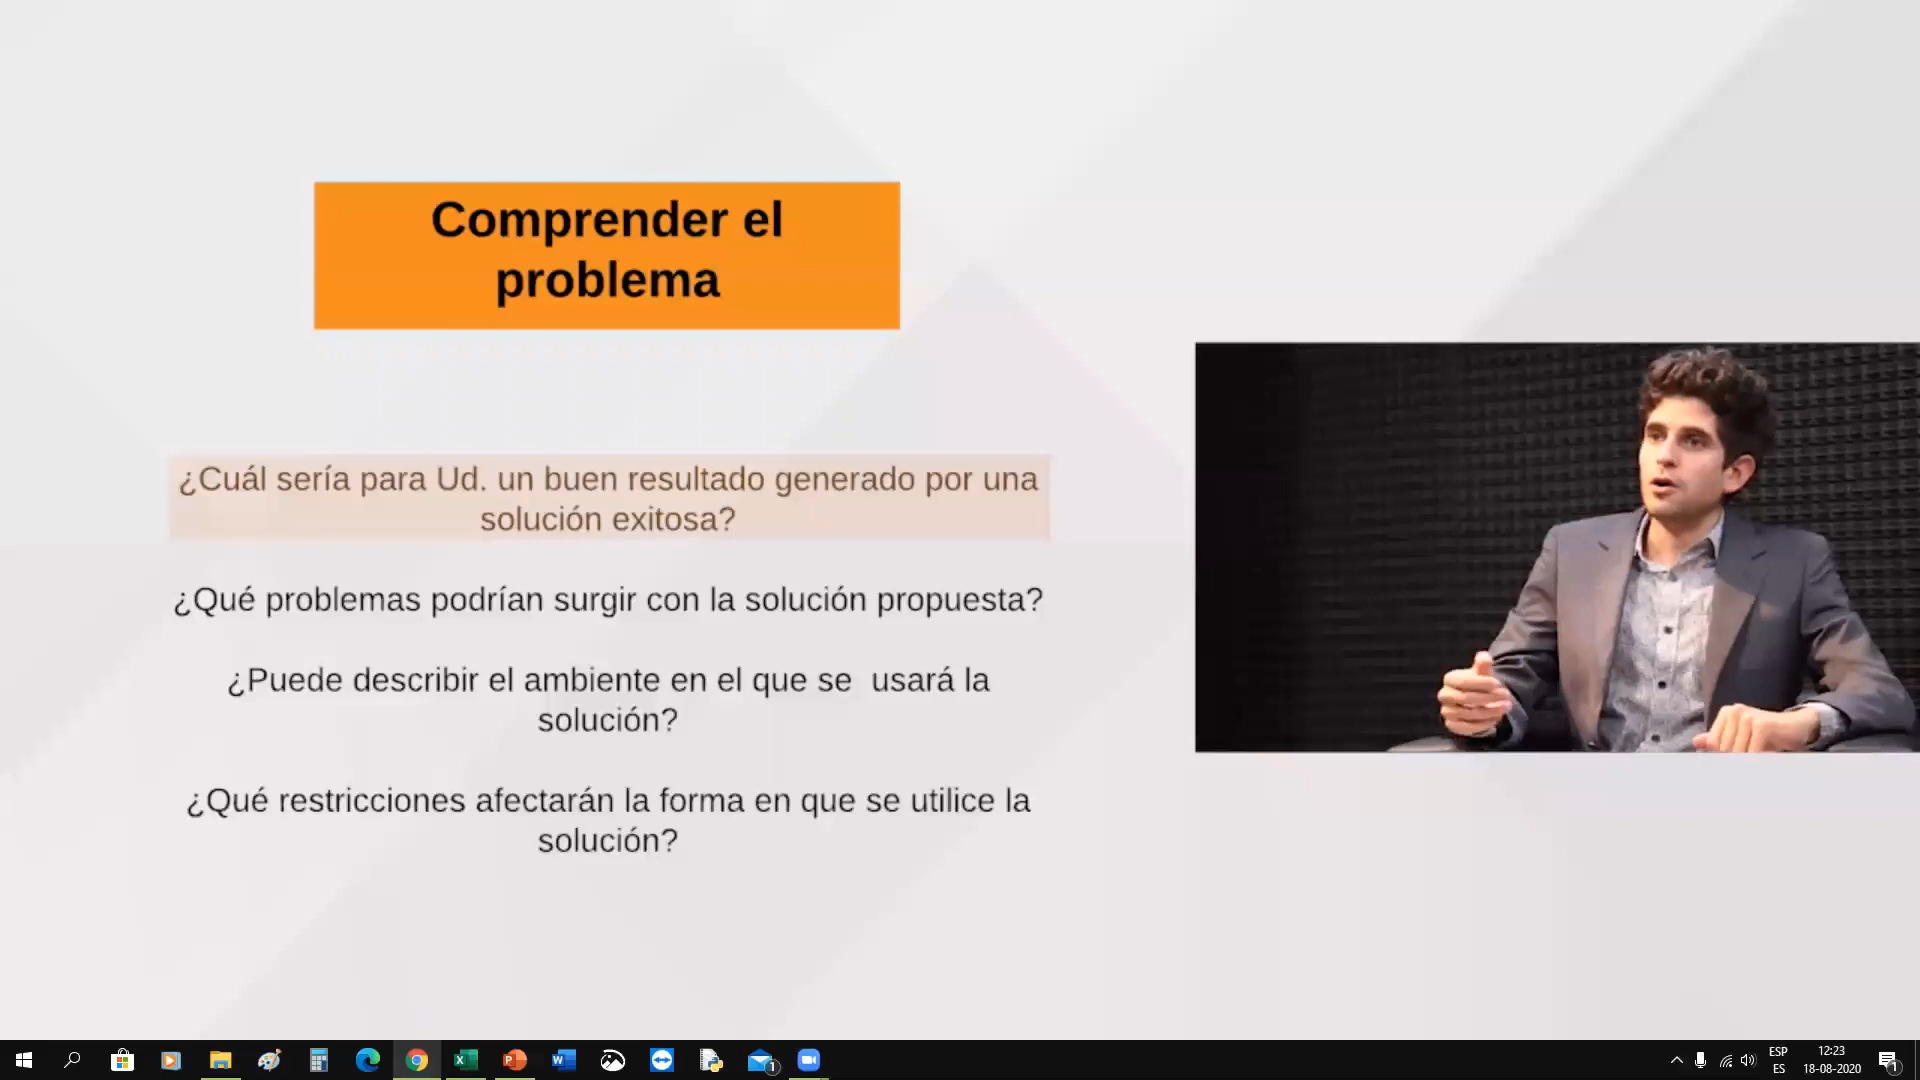 Comprender el
problema
¿Cuál sería para Ud. un buen resultado generado por una
solución exitosa?
¿Qué problemas podrían surgir con la solución propuesta?
¿Puede describir el ambiente en el que se  usará la
solución?
¿Qué restricciones afectarán la forma en que se utilice la
solución?
ESP
ES
12:23
18-08-2020